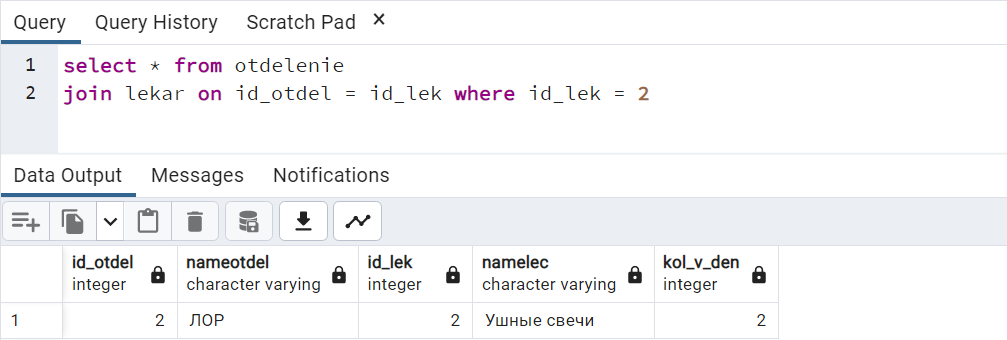 Query Query History Scratch Pad ×
1 select * from otdelenie
2 join lekar on id_otdel = id_lek where id_lek = 2
Data Output Messages Notifications
id_otdel nameotdel id_lek namelec kol_v_den
integer character varying integer character varying integer
1 2 ЛОР 2 Ушные свечи 2